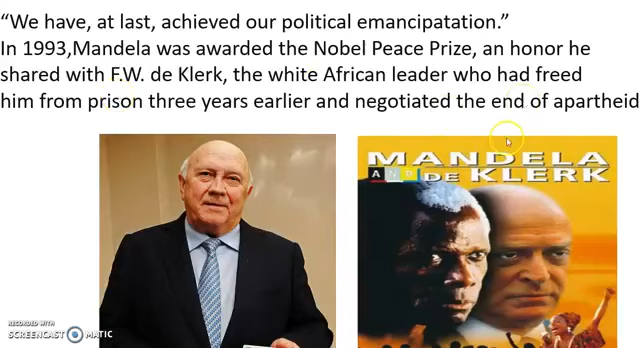 “We have, at last, achieved our political emancipatation.”
In 1993,Mandela was awarded the Nobel Peace Prize, an honor he
shared with F.W. de Klerk, the white African leader who had freed
him from prison three years earlier and negotiated the end of apartheid
MANDELA
AND DE KLERK
RECORDED WITH
SCREENCAST MATIC